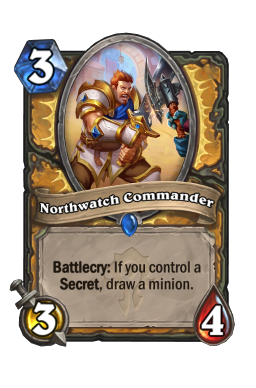 3
Northwatch Commander
Battlecry: If you control a
Secret, draw a minion.
3
4